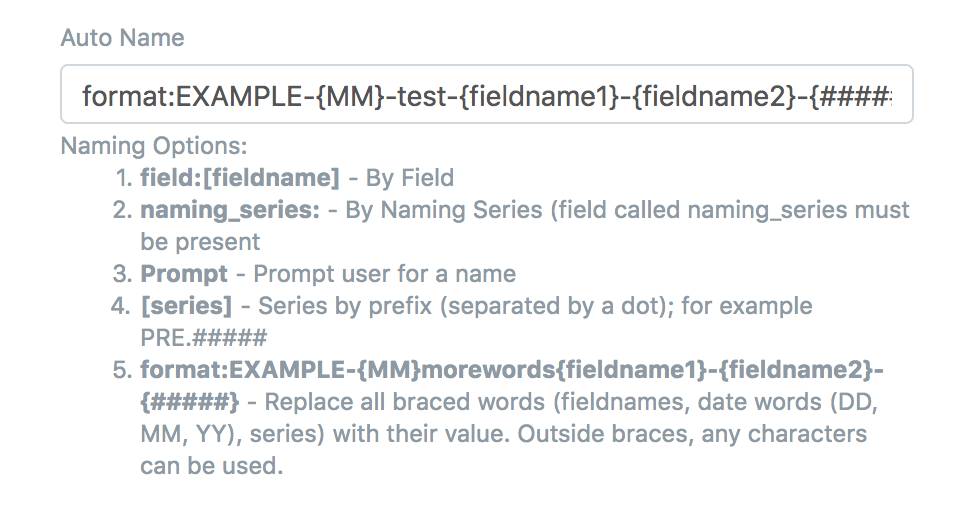 Auto Name
format:EXAMPLE-{MM}-test-{fieldname1}-{fieldname2}-{####
Naming Options:
1. field:[fieldname] - By Field
2. naming_series: - By Naming Series (field called naming_series must
be present
3. Prompt - Prompt user for a name
4. [series] - Series by prefix (separated by a dot); for example
PRE.#####
5. format:EXAMPLE-{MM}morewords{fieldname1}-{fieldname2}-
{#####} - Replace all braced words (fieldnames, date words (DD,
MM, YY), series) with their value. Outside braces, any characters
can be used.